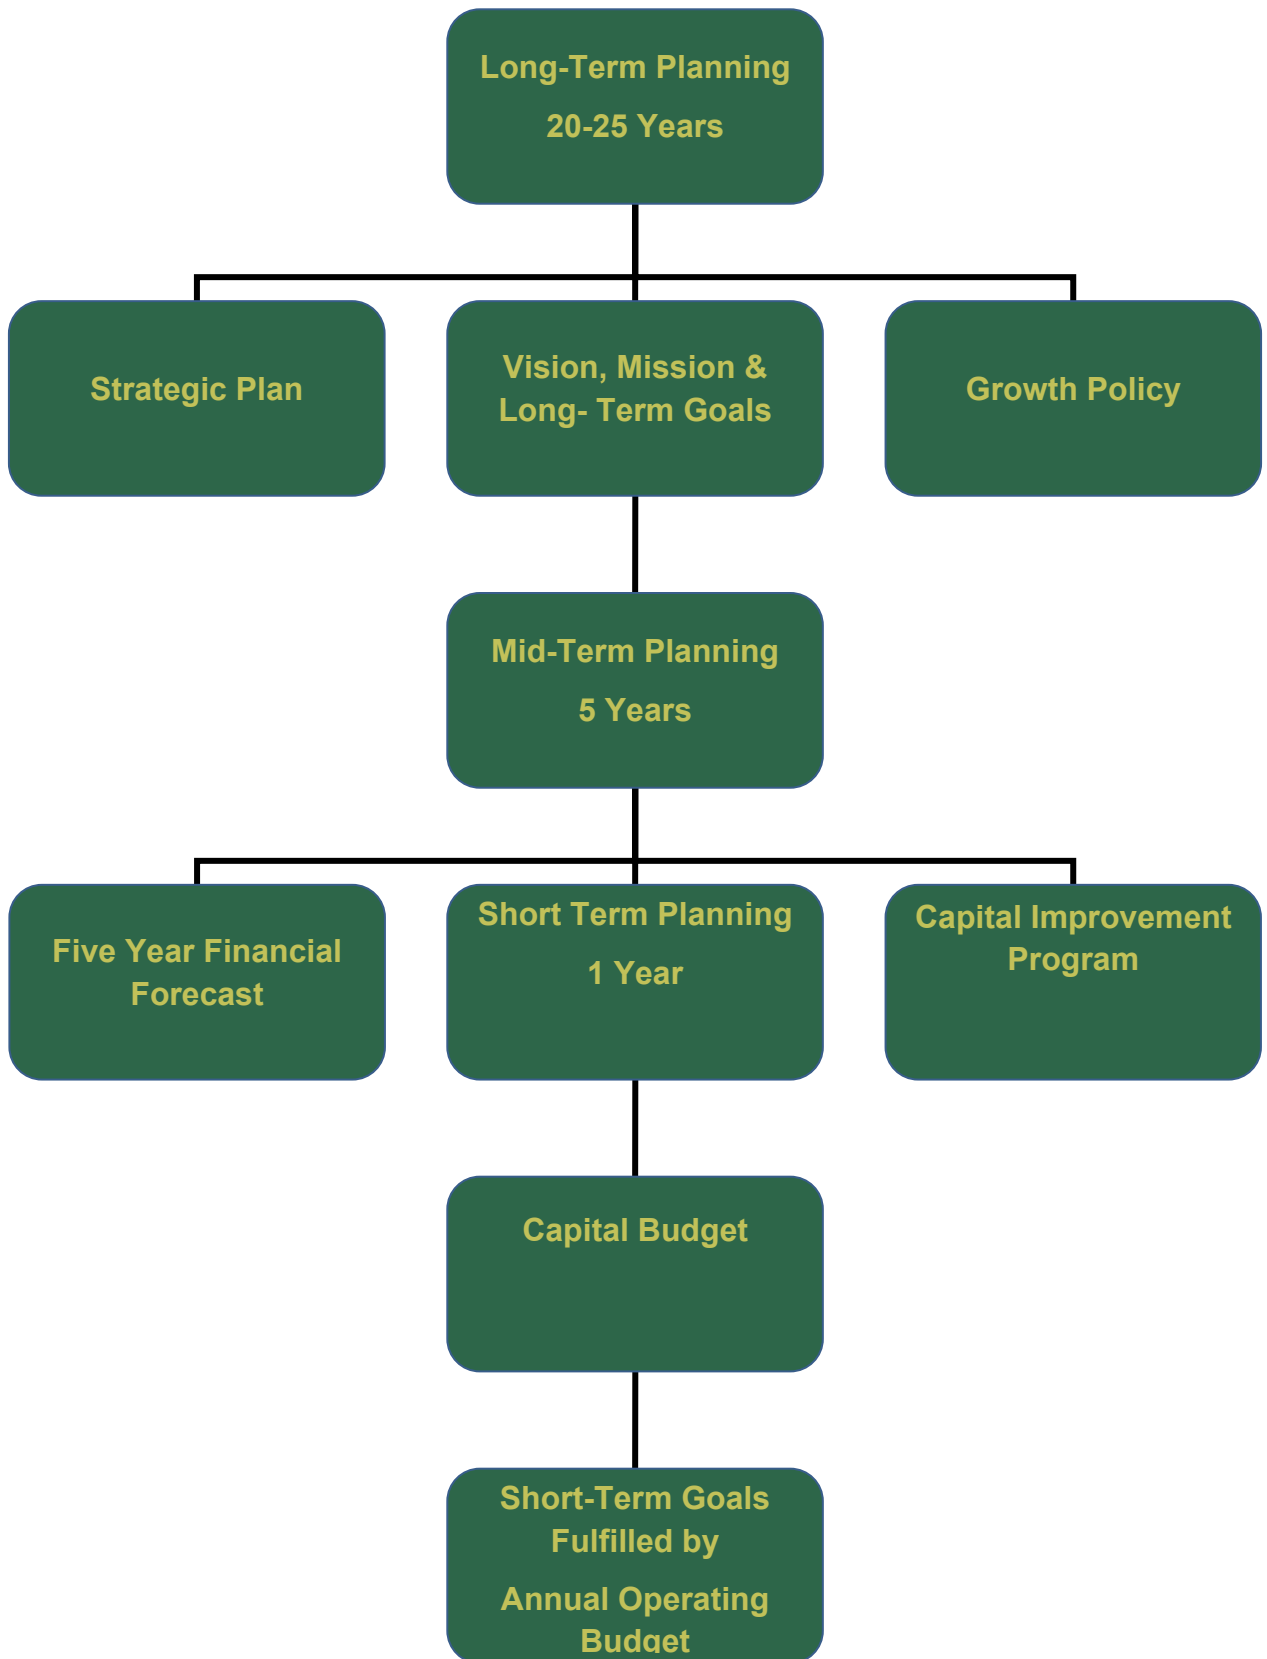 Long-Term Planning
20-25 Years
Strategic Plan
Vision, Mission &
Long- Term Goals
Growth Policy
Mid-Term Planning
5 Years
Five Year Financial
Forecast
Short Term Planning
1 Year
Capital Improvement
Program
Capital Budget
Short-Term Goals
Fulfilled by
Annual Operating
Budget